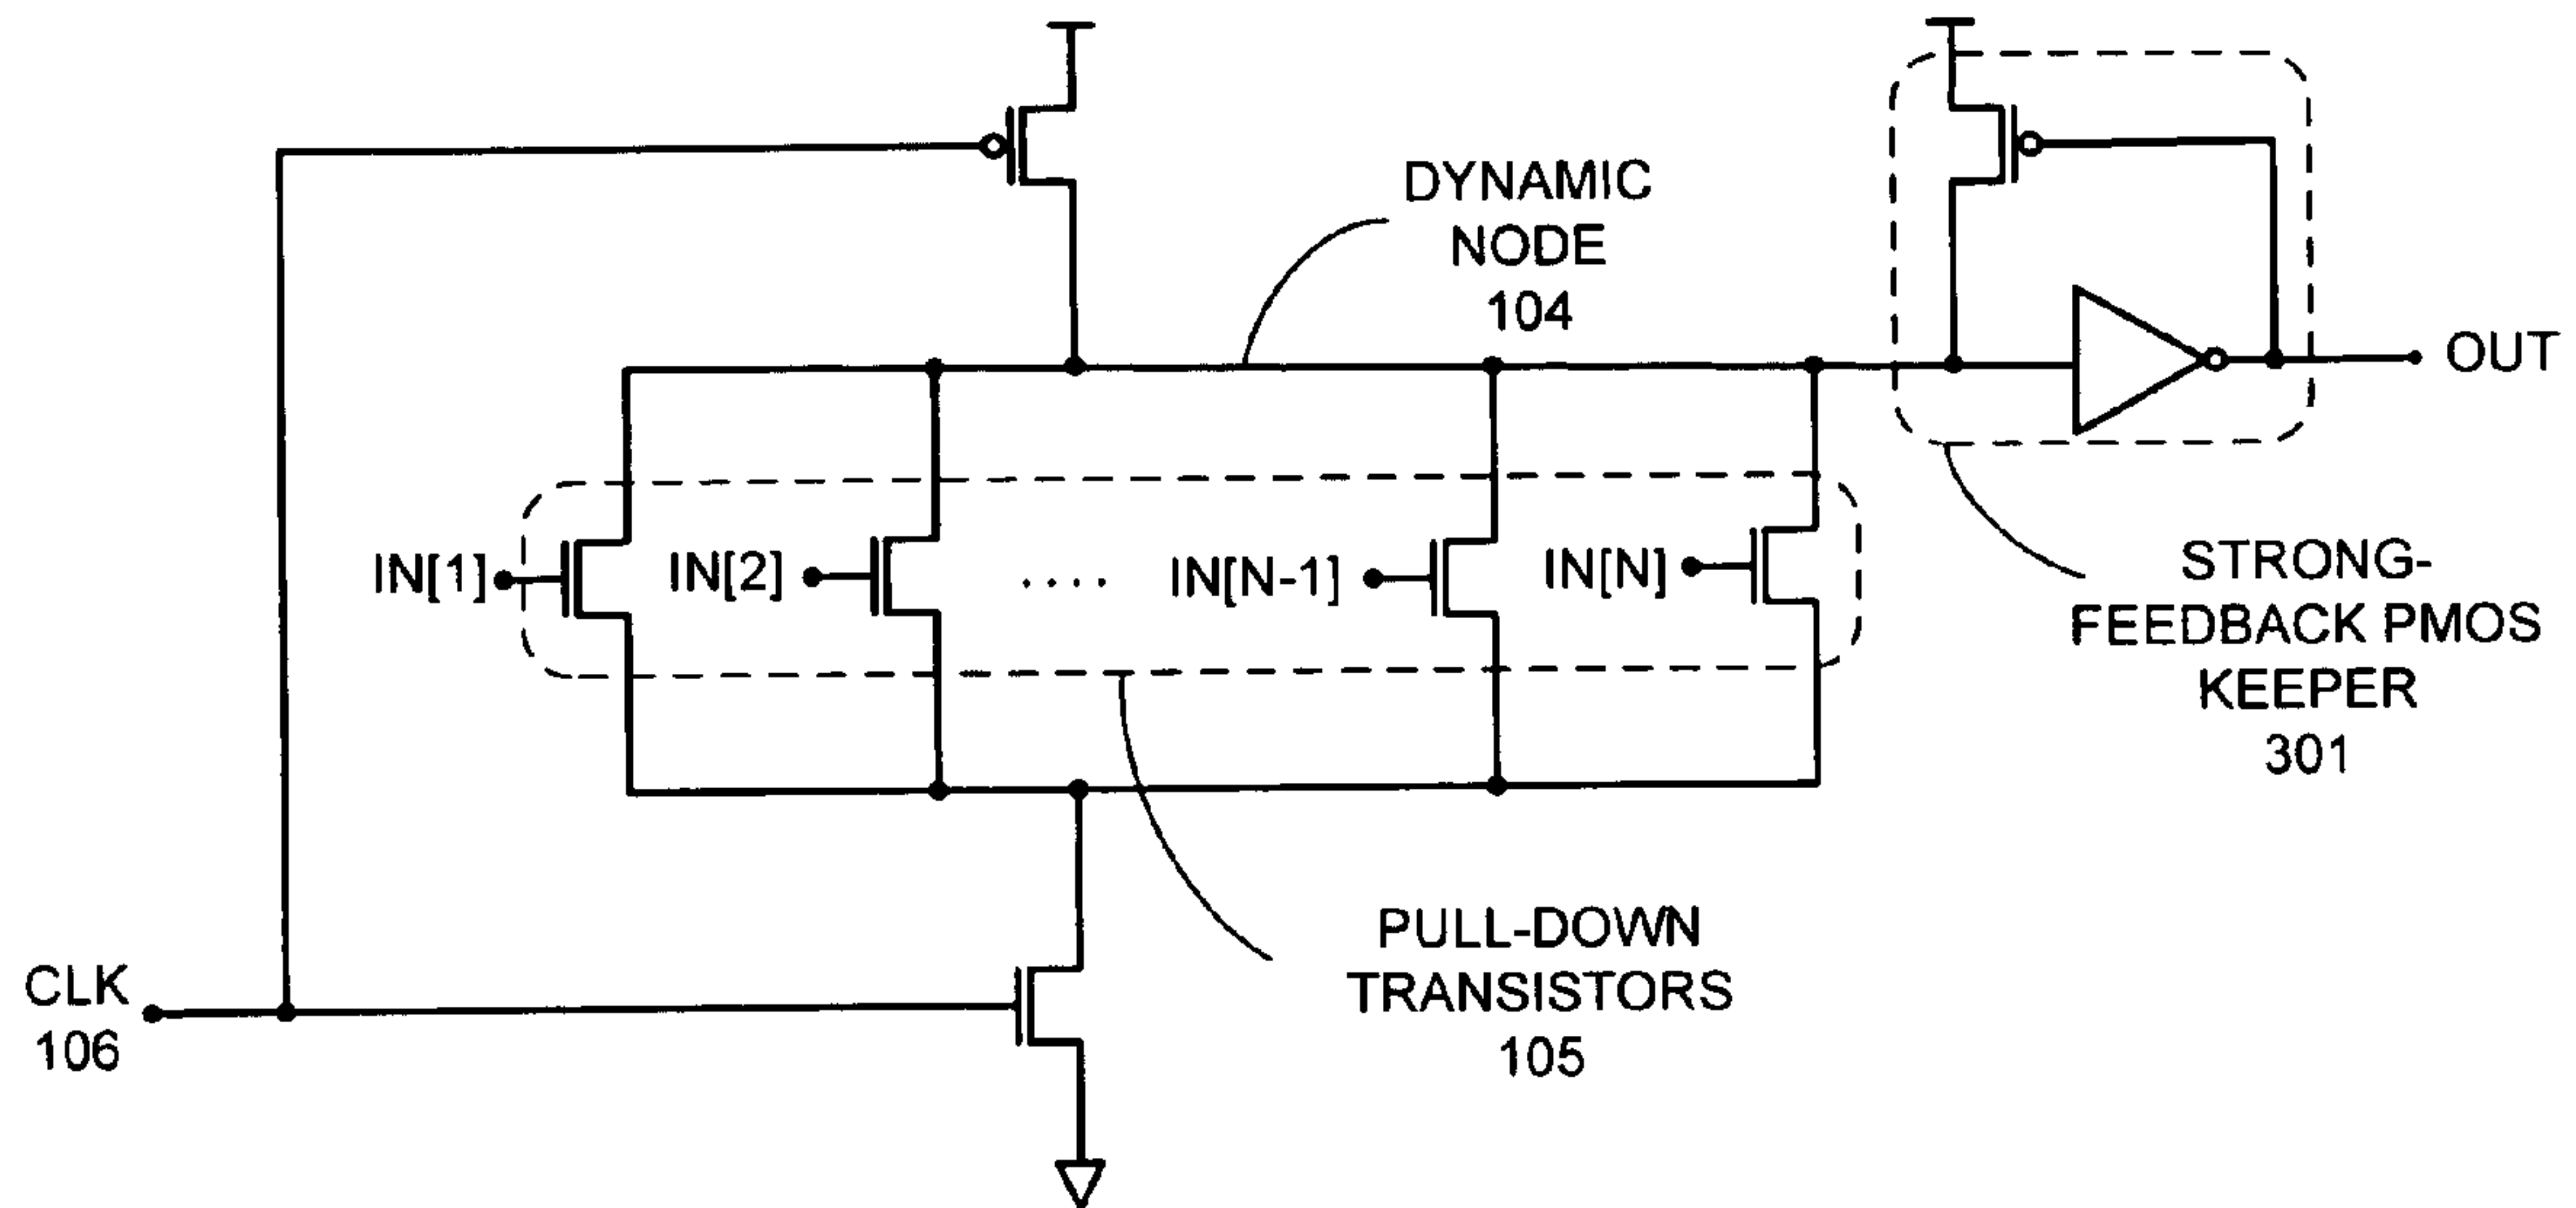 DYNAMIC
NODE
104
OUT
IN[1]
IN[2]
....
IN[N-1]
IN[N]
STRONG-
FEEDBACK PMOS
KEEPER
301
PULL-DOWN
TRANSISTORS
105
CLK
106